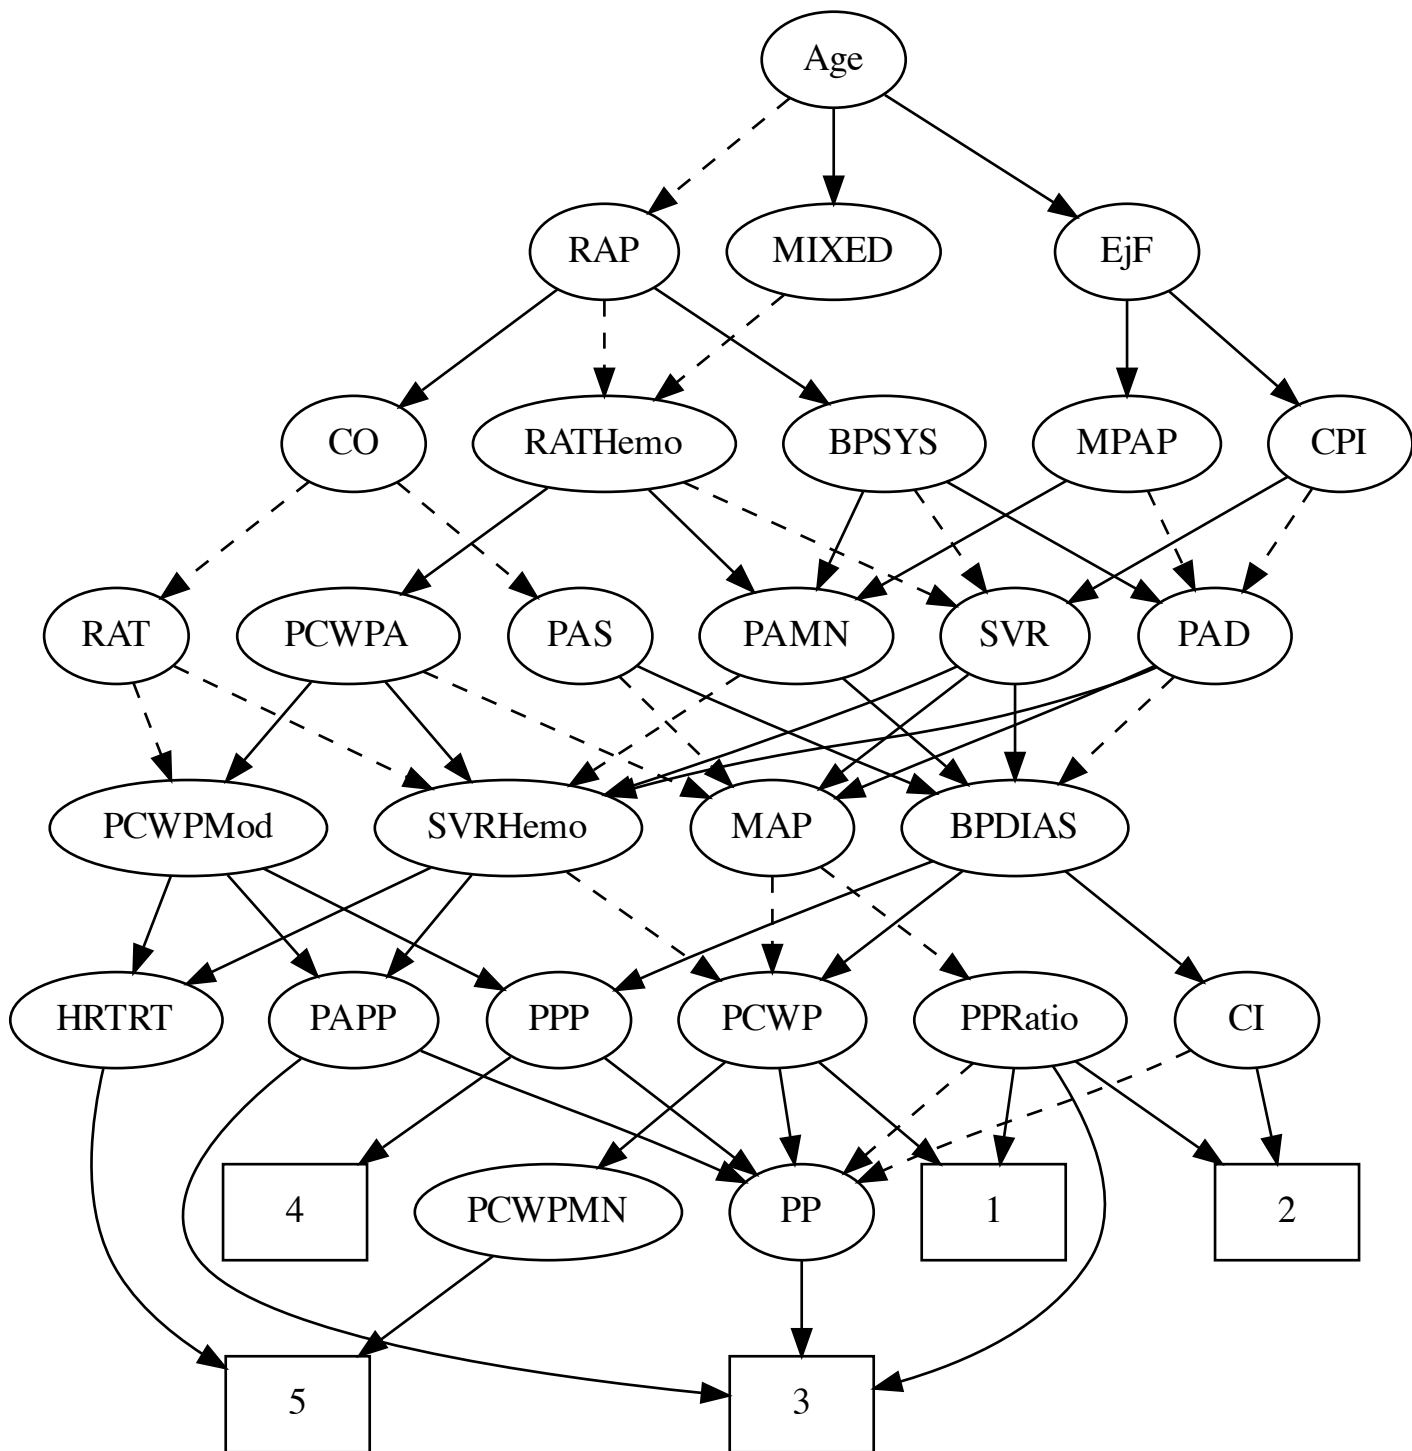 Age
RAP MIXED EjF
CO RATHemo BPSYS MPAP CPI
RAT PCWPA PAS PAMN SVR PAD
PCWPMod SVRHemo MAP BPDIAS
HRTRT PAPP PPP PCWP PPRatio CI
4 PCWPMN PP 1 2
5 3